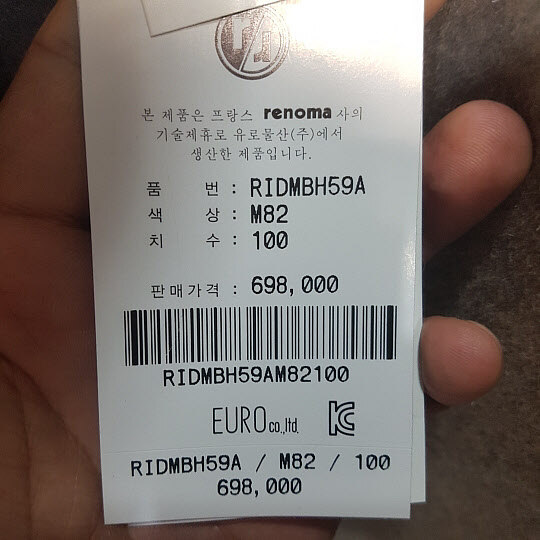 본 제품은 프랑스 renoma 사의
기술제휴로 유로물산(주)에서
생산한 제품입니다.
품 번 : RIDMBH59A
색 상 : M82
치 수 : 100
판매가격 : 698,000
RIDMBH59AM82100
EURO co.,ltd. KC
RIDMBH59A / M82 / 100
698,000